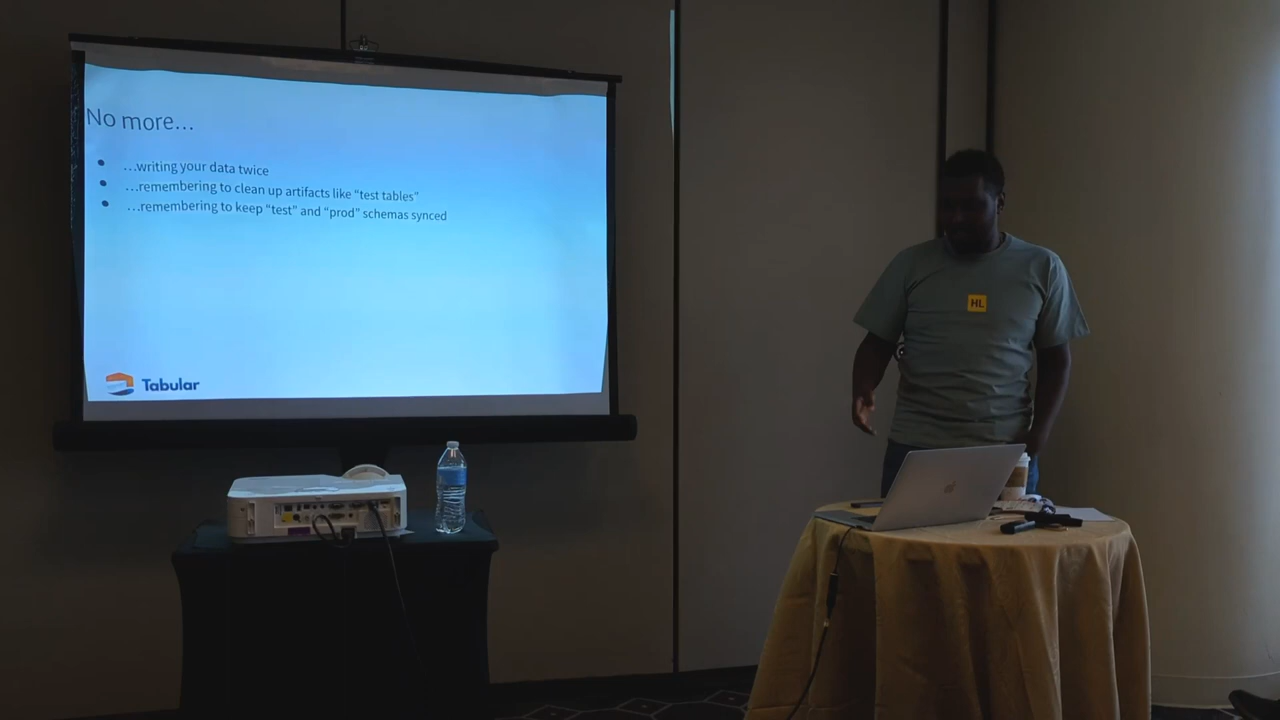 No more…
…writing your data twice
…remembering to clean up artifacts like “test tables”
…remembering to keep “test” and “prod” schemas synced
Tabular
HL